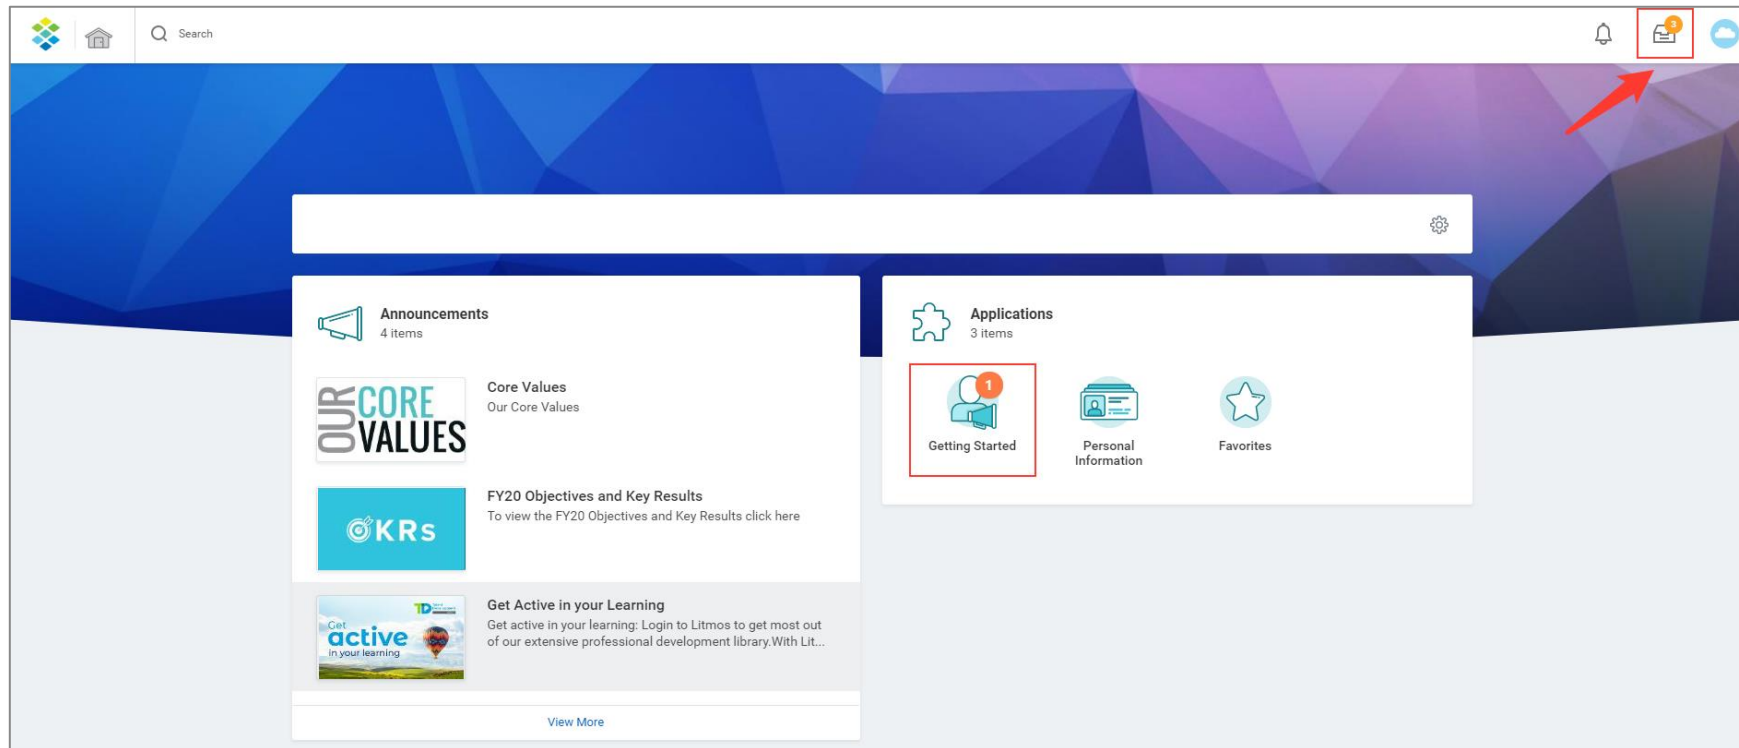 Search
3
Announcements
4 items
OUR CORE VALUES
Core Values
Our Core Values
OKRs
FY20 Objectives and Key Results
To view the FY20 Objectives and Key Results click here
TD
Get
active
in your learning
Get Active in your Learning
Get active in your learning: Login to Litmos to get most out
of our extensive professional development library.With Lit...
View More
Applications
3 items
1
Getting Started
Personal
Information
Favorites